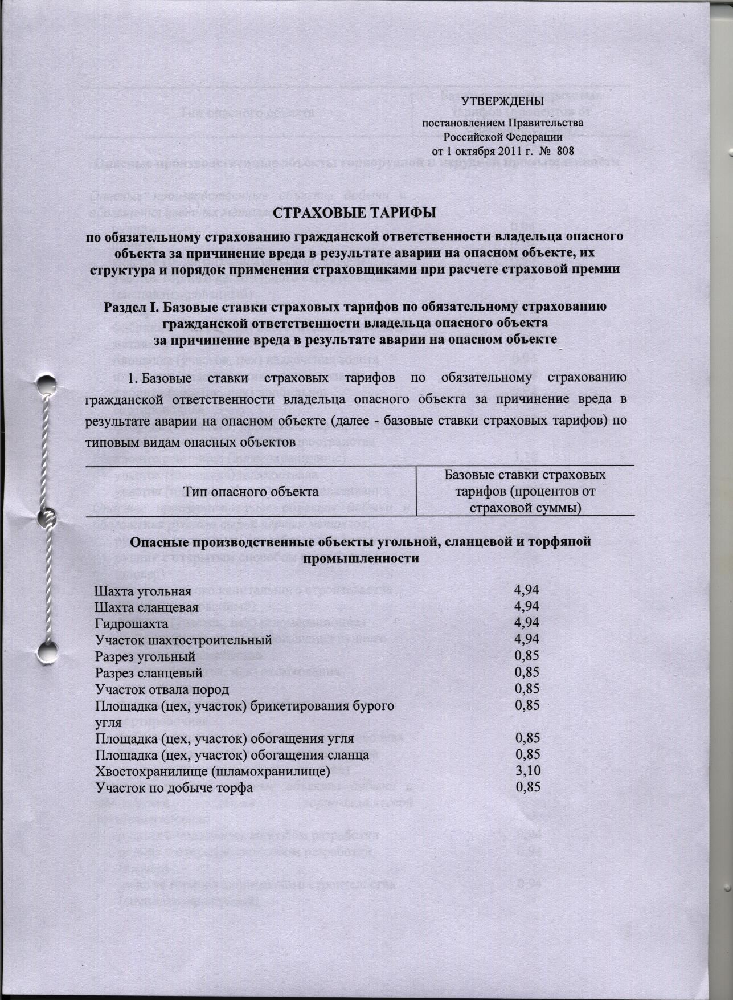 УТВЕРЖДЕНЫ
постановлением Правительства
Российской Федерации
от 1 октября 2011 г. № 808
СТРАХОВЫЕ ТАРИФЫ
по обязательному страхованию гражданской ответственности владельца опасного
объекта за причинение вреда в результате аварии на опасном объекте, их
структура и порядок применения страховщиками при расчете страховой премии
Раздел I. Базовые ставки страховых тарифов по обязательному страхованию
гражданской ответственности владельца опасного объекта
за причинение вреда в результате аварии на опасном объекте
1. Базовые ставки страховых тарифов по обязательному страхованию
гражданской ответственности владельца опасного объекта за причинение вреда в
результате аварии на опасном объекте (далее - базовые ставки страховых тарифов) по
типовым видам опасных объектов
Тип опасного объекта
Базовые ставки страховых
тарифов (процентов от
страховой суммы)
Опасные производственные объекты угольной, сланцевой и торфяной
промышленности
Шахта угольная 4,94
Шахта сланцевая 4,94
Гидрошахта 4,94
Участок шахтостроительный 4,94
Разрез угольный 0,85
Разрез сланцевый 0,85
Участок отвала пород 0,85
Площадка (цех, участок) брикетирования бурого 0,85
угля
Площадка (цех, участок) обогащения угля 0,85
Площадка (цех, участок) обогащения сланца 0,85
Хвостохранилище (шламохранилище) 3,10
Участок по добыче торфа 0,85